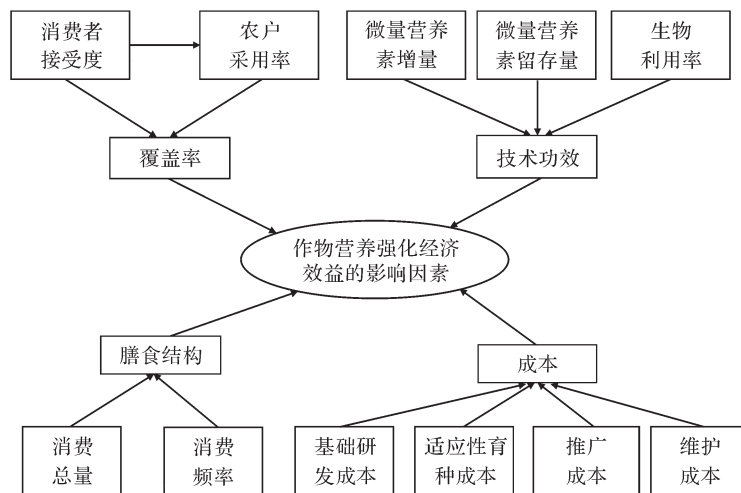 消费者
接受度
农户
采用率
微量营养
素增量
微量营养
素留存量
生物
利用率
覆盖率
技术功效
作物营养强化经济
效益的影响因素
膳食结构
成本
消费
总量
消费
频率
基础研
发成本
适应性育
种成本
推广
成本
维护
成本